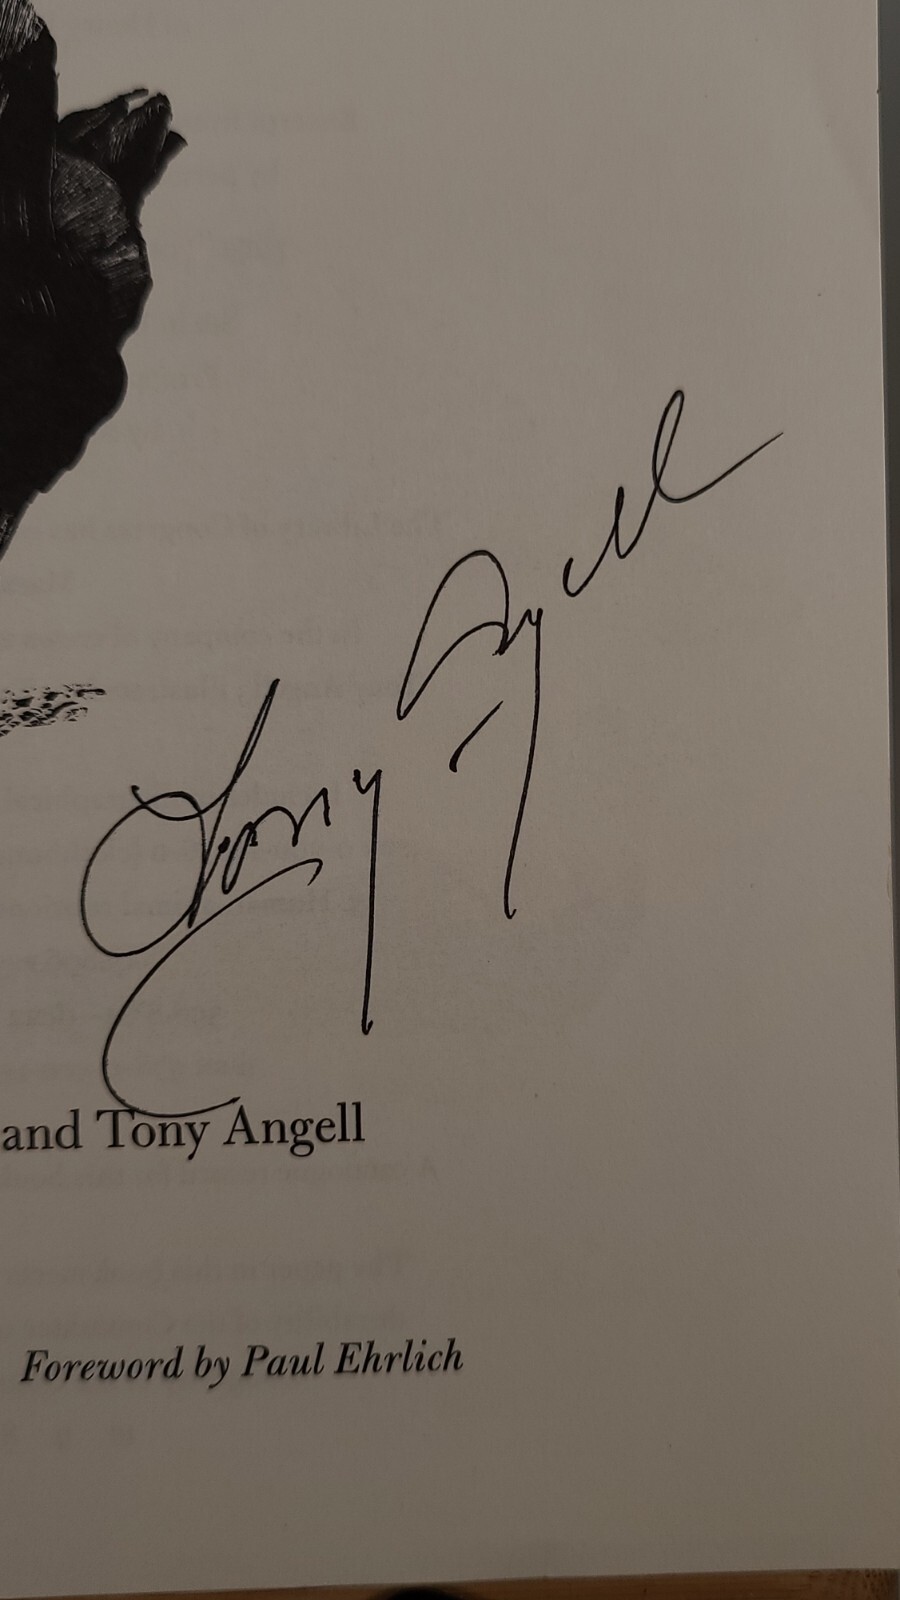 Tony Angell
and Tony Angell
Foreword by Paul Ehrlich